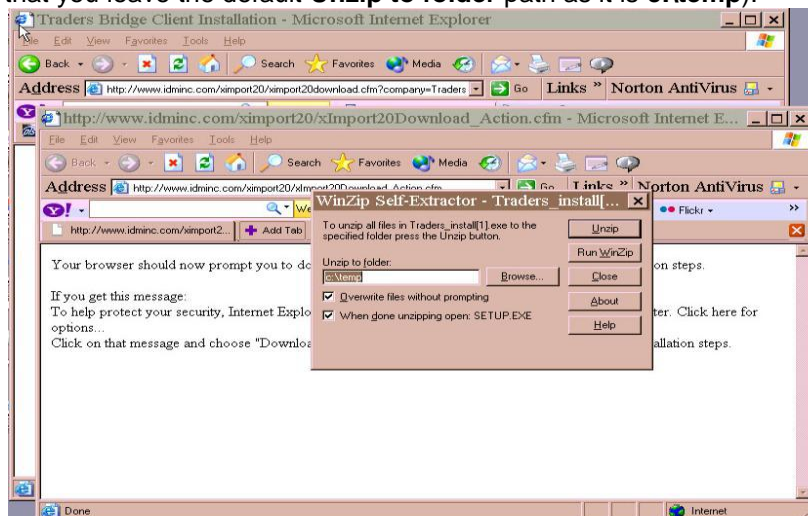 that you leave the default Unzip to folder path as it is c:\temp).
Traders Bridge Client Installation - Microsoft Internet Explorer
File Edit View Favorites Tools Help
Back Search Favorites Media
Address http://www.idminc.com/ximport20/ximport20download.cfm?company=Traders Go Links » Norton AntiVirus
http://www.idminc.com/ximport20/xImport20Download_Action.cfm - Microsoft Internet E...
File Edit View Favorites Tools Help
Back Search Favorites Media
Address http://www.idminc.com/ximport20/xImport20Download_Action.cfm Go Links » Norton AntiVirus
Y! We Flickr »
http://www.idminc.com/ximport2... Add Tab
WinZip Self-Extractor - Traders_install[...
To unzip all files in Traders_install[1].exe to the
specified folder press the Unzip button.
Unzip to folder:
c:\temp Browse...
Overwrite files without prompting
When done unzipping open: SETUP.EXE
Unzip
Run WinZip
Close
About
Help
Your browser should now prompt you to do on steps.
If you get this message:
To help protect your security, Internet Explo ter. Click here for
options...
Click on that message and choose "Downloa allation steps.
Done Internet